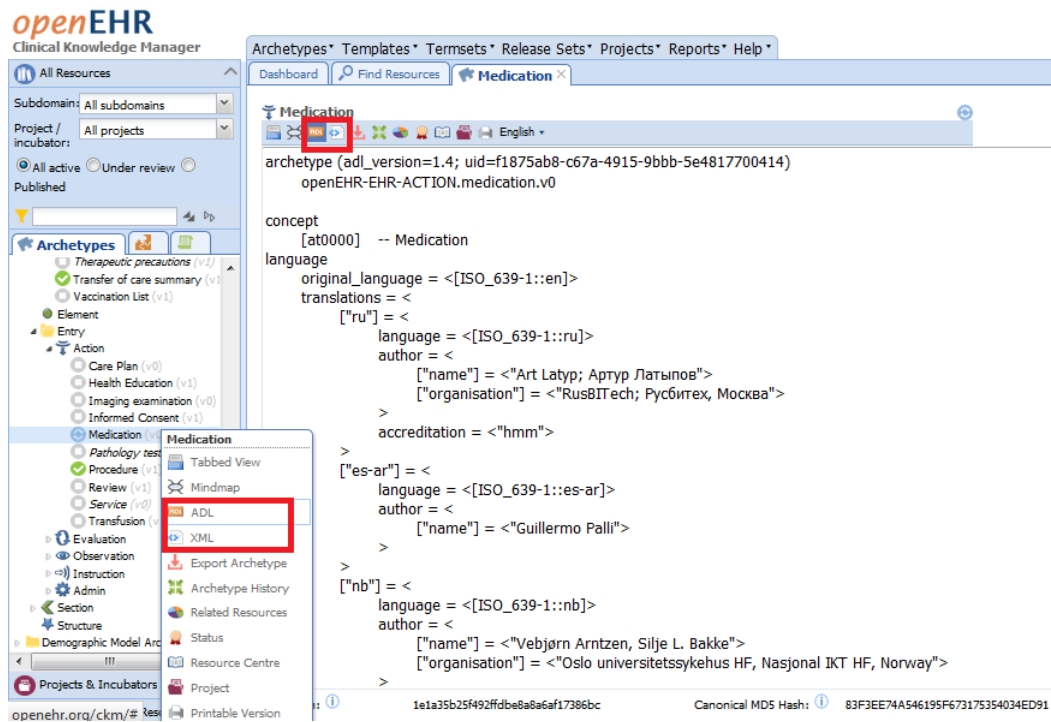 openEHR
Clinical Knowledge Manager
Archetypes Templates Termsets Release Sets Projects Reports Help
All Resources
Dashboard Find Resources Medication
Subdomain: All subdomains
Project / incubator: All projects
All active Under review
Published
Medication
ADL English
archetype (adl_version=1.4; uid=f1875ab8-c67a-4915-9bbb-5e4817700414)
openEHR-EHR-ACTION.medication.v0
concept
[at0000] -- Medication
language
original_language = <[ISO_639-1::en]>
translations = <
["ru"] = <
language = <[ISO_639-1::ru]>
author = <
["name"] = <"Art Latyp; Артур Латыпов">
["organisation"] = <"RusBITech; Русбитех, Москва">
>
accreditation = <"hmm">
>
["es-ar"] = <
language = <[ISO_639-1::es-ar]>
author = <
["name"] = <"Guillermo Palli">
>
>
["nb"] = <
language = <[ISO_639-1::nb]>
author = <
["name"] = <"Vebjørn Arntzen, Silje L. Bakke">
["organisation"] = <"Oslo universitetssykehus HF, Nasjonal IKT HF, Norway">
>
Archetypes
Therapeutic precautions (v1)
Transfer of care summary (v1
Vaccination List (v1)
Element
Entry
Action
Care Plan (v0)
Health Education (v1)
Imaging examination (v0)
Informed Consent (v1)
Medication (v0
Pathology test
Procedure (v1)
Review (v1)
Service (v0)
Transfusion (v
Evaluation
Observation
Instruction
Admin
Section
Structure
Demographic Model Arc
Projects & Incubators
openehr.org/ckm/#
Medication
Tabbed View
Mindmap
ADL ADL
XML
Export Archetype
Archetype History
Related Resources
Status
Resource Centre
Project
Printable Version
1e1a35b25f492ffdbe8a8a6af17386bc Canonical MD5 Hash: 83F3EE74A546195F673175354034ED91